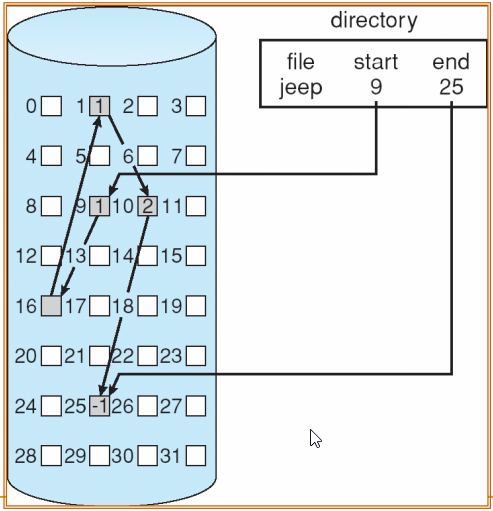 directory
file start end
jeep 9 25
0 1 1 2 3
4 5 6 7
8 9 1 10 2 11
12 13 14 15
16 17 18 19
20 21 22 23
24 25 -1 26 27
28 29 30 31